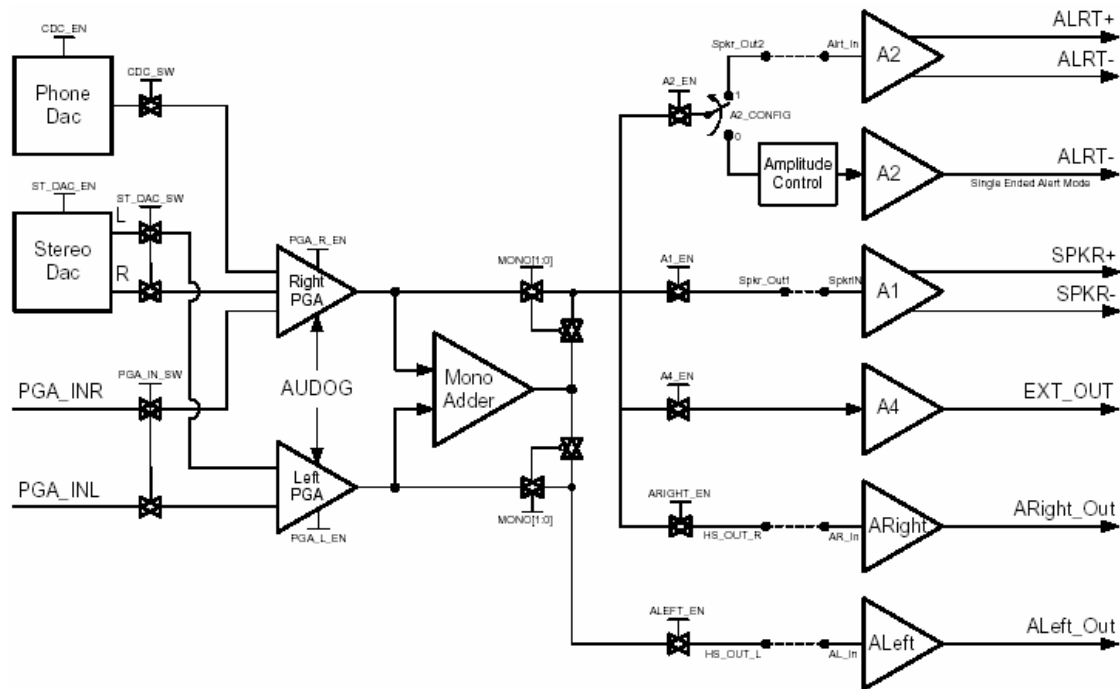 CDC_EN
Phone
Dac
CDC_SW
ST_DAC_EN
Stereo
Dac
ST_DAC_SW
L
R
PGA_INR
PGA_IN_SW
PGA_INL
PGA_R_EN
Right
PGA
AUDOG
Left
PGA
PGA_L_EN
Mono
Adder
MONO[1:0]
MONO[1:0]
A2_EN
Spkr_Out2
Alrt_In
1
A2_CONFIG
0
A2
ALRT+
ALRT-
Amplitude
Control
A2
ALRT-
Single Ended Alert Mode
A1_EN
Spkr_Out1
SpkrIN
A1
SPKR+
SPKR-
A4_EN
A4
EXT_OUT
ARIGHT_EN
HS_OUT_R
AR_In
ARight
ARight_Out
ALEFT_EN
HS_OUT_L
AL_In
ALeft
ALeft_Out